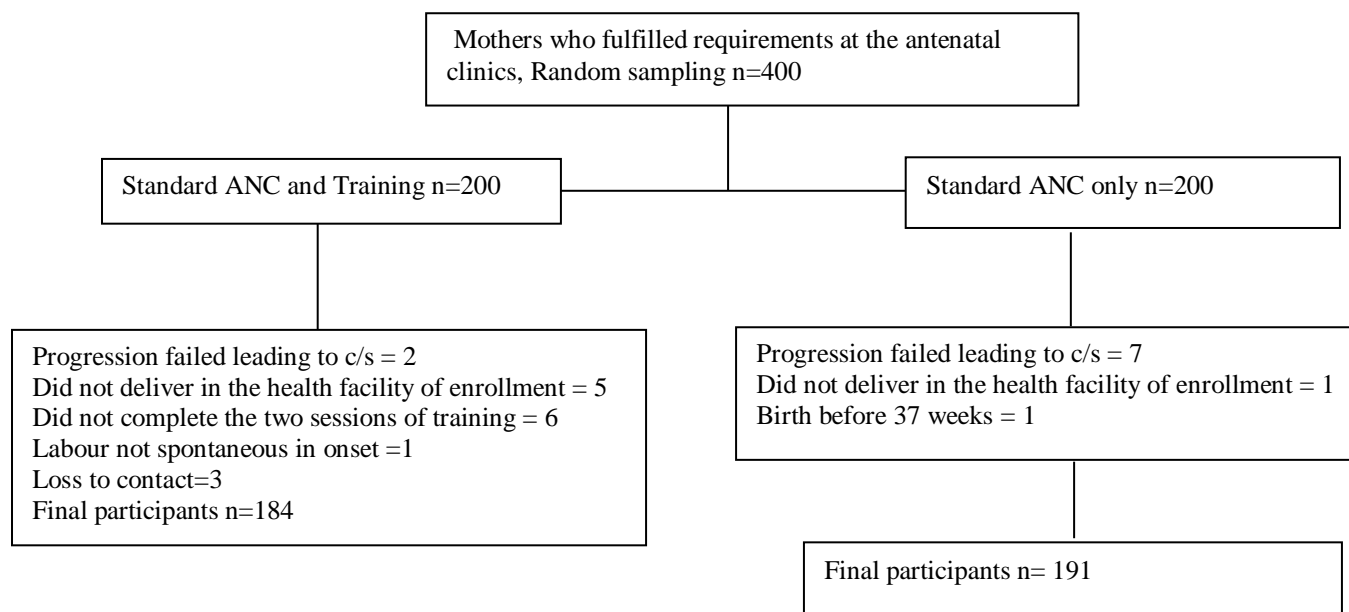 Mothers who fulfilled requirements at the antenatal
clinics, Random sampling n=400
Standard ANC and Training n=200
Standard ANC only n=200
Progression failed leading to c/s = 2
Did not deliver in the health facility of enrollment = 5
Did not complete the two sessions of training = 6
Labour not spontaneous in onset =1
Loss to contact=3
Final participants n=184
Progression failed leading to c/s = 7
Did not deliver in the health facility of enrollment = 1
Birth before 37 weeks = 1
Final participants n= 191